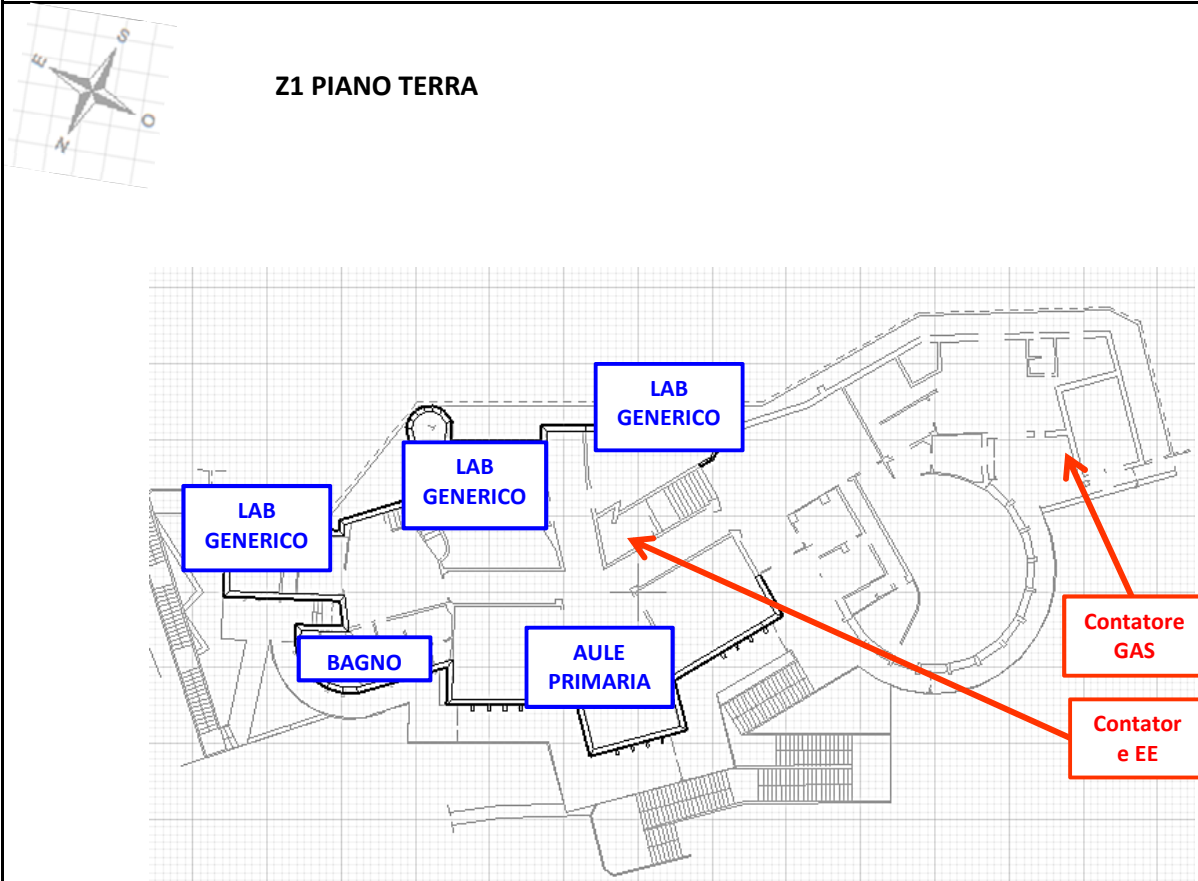 S
E
O
N
Z1 PIANO TERRA
LAB
GENERICO
LAB
GENERICO
LAB
GENERICO
BAGNO
AULE
PRIMARIA
Contatore
GAS
Contator
e EE